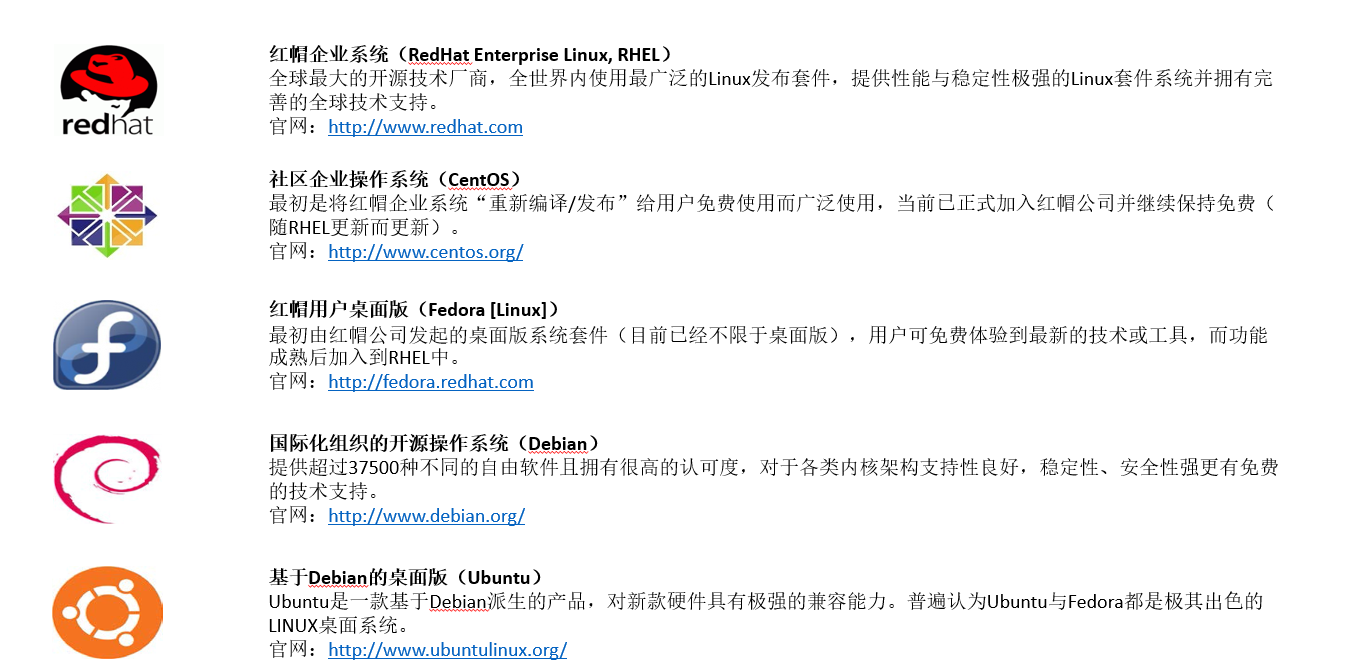 redhat
红帽企业系统（RedHat Enterprise Linux, RHEL）
全球最大的开源技术厂商，全世界内使用最广泛的Linux发布套件，提供性能与稳定性极强的Linux套件系统并拥有完
善的全球技术支持。
官网：http://www.redhat.com
社区企业操作系统（CentOS）
最初是将红帽企业系统“重新编译/发布”给用户免费使用而广泛使用，当前已正式加入红帽公司并继续保持免费（
随RHEL更新而更新）。
官网：http://www.centos.org/
红帽用户桌面版（Fedora [Linux]）
最初由红帽公司发起的桌面版系统套件（目前已经不限于桌面版），用户可免费体验到最新的技术或工具，而功能
成熟后加入到RHEL中。
官网：http://fedora.redhat.com
国际化组织的开源操作系统（Debian）
提供超过37500种不同的自由软件且拥有很高的认可度，对于各类内核架构支持性良好，稳定性、安全性强更有免费
的技术支持。
官网：http://www.debian.org/
基于Debian的桌面版（Ubuntu）
Ubuntu是一款基于Debian派生的产品，对新款硬件具有极强的兼容能力。普遍认为Ubuntu与Fedora都是极其出色的
LINUX桌面系统。
官网：http://www.ubuntulinux.org/